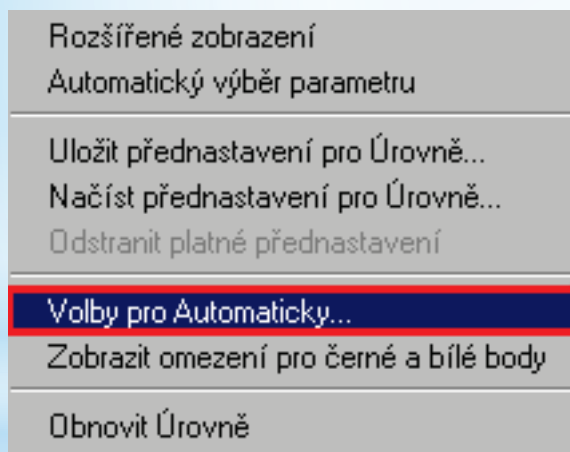 Rozšířené zobrazení
Automatický výběr parametru
Uložit přednastavení pro Úrovně...
Načíst přednastavení pro Úrovně...
Odstranit platné přednastavení
Volby pro Automaticky...
Zobrazit omezení pro černé a bílé body
Obnovit Úrovně